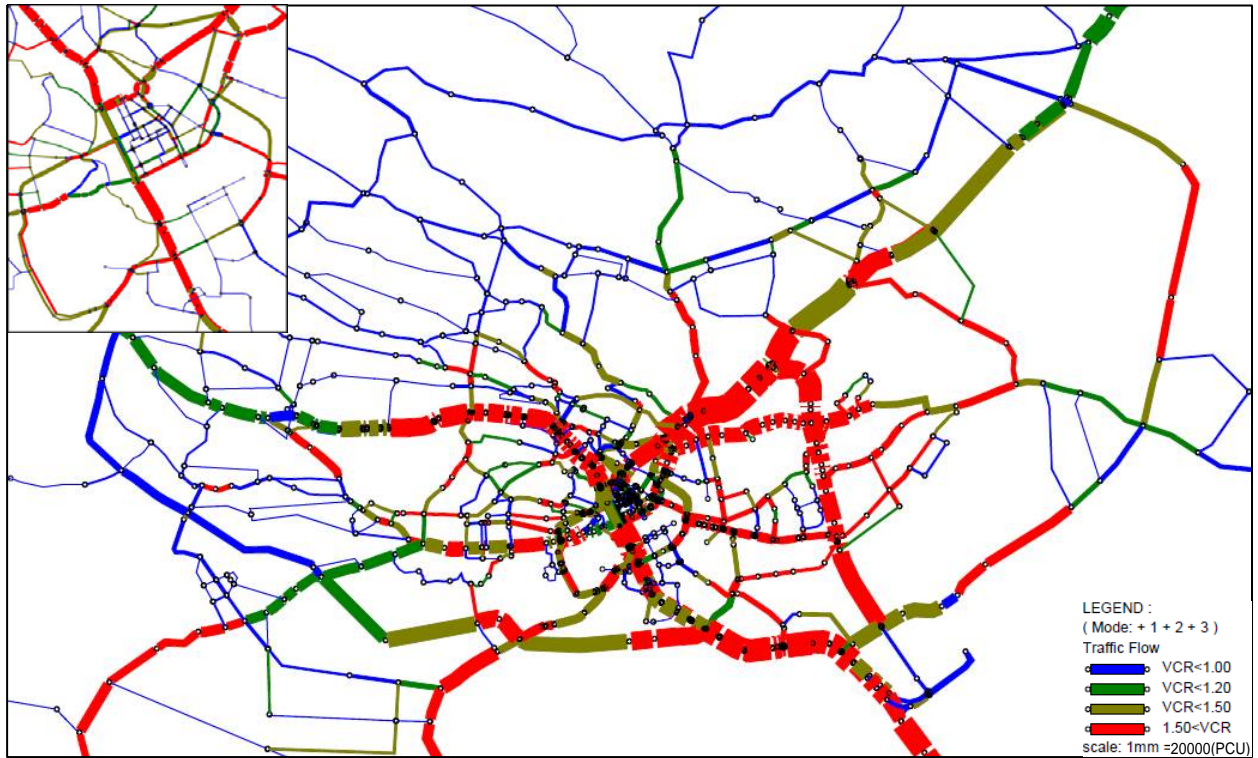 LEGEND :
( Mode: + 1 + 2 + 3 )
Traffic Flow
VCR<1.00
VCR<1.20
VCR<1.50
1.50<VCR
scale: 1mm =20000(PCU)